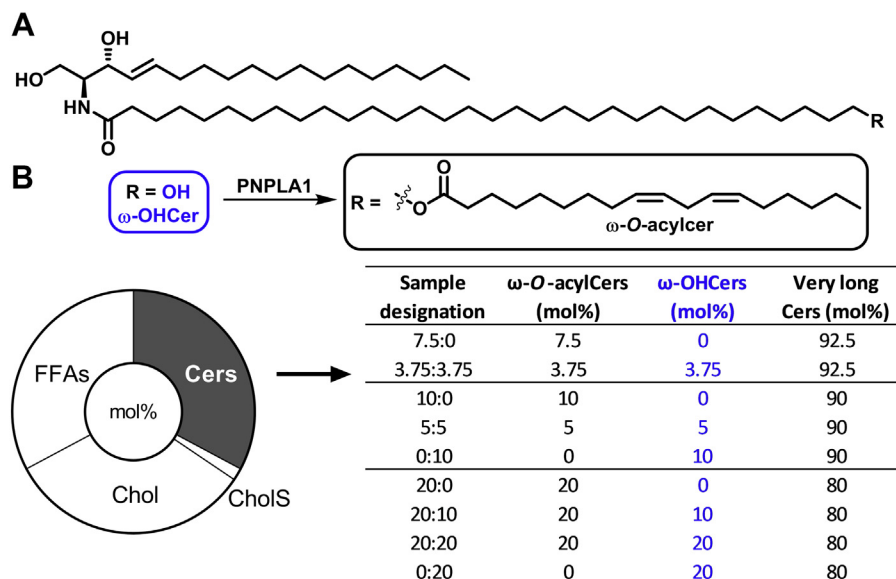 A
OH
HO
HN
O
R
B
R = OH
ω-OHCer
PNPLA1
R =
O
O
ω-O-acylcer
FFAs
Cers
mol%
Chol
CholS
Sample designation ω-O-acylCers (mol%) ω-OHCers (mol%) Very long Cers (mol%)
7.5:0 7.5 0 92.5
3.75:3.75 3.75 3.75 92.5
10:0 10 0 90
5:5 5 5 90
0:10 0 10 90
20:0 20 0 80
20:10 20 10 80
20:20 20 20 80
0:20 0 20 80